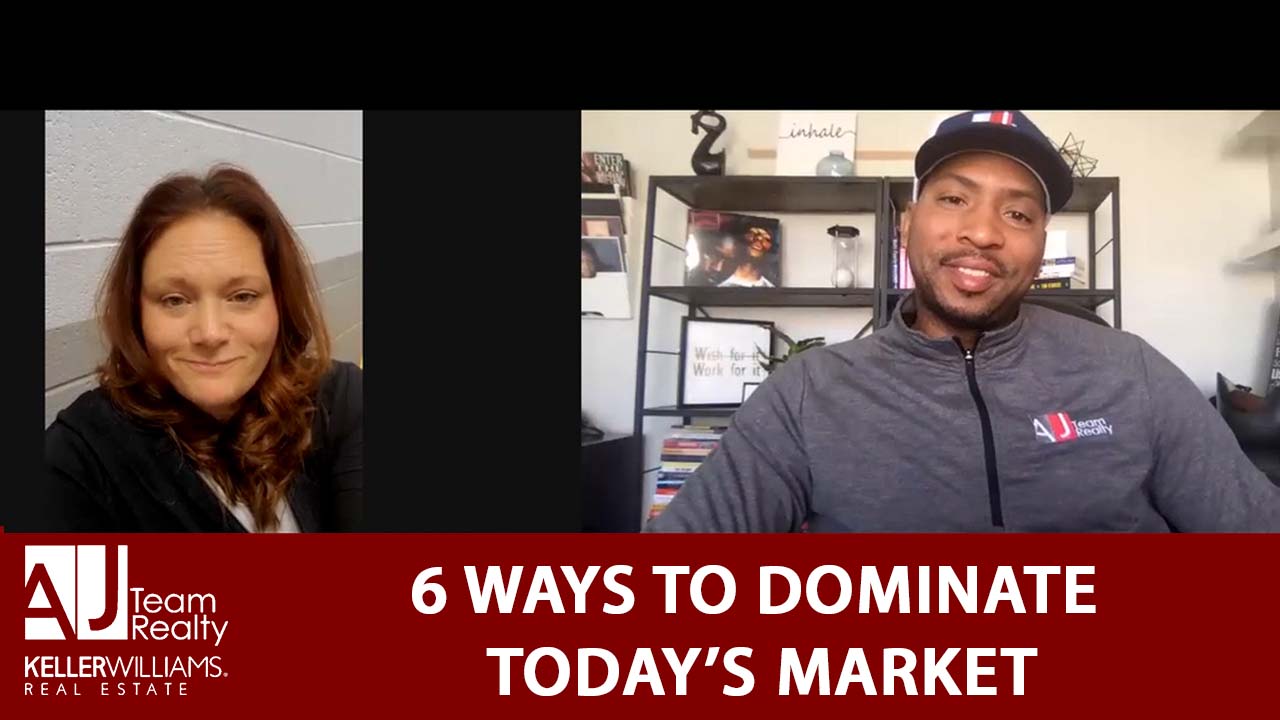 inhale
ENTER
Wish for it
Work for it
AJ Team
Realty
AJ Team
Realty
KELLERWILLIAMS®
REAL ESTATE
6 WAYS TO DOMINATE
TODAY'S MARKET